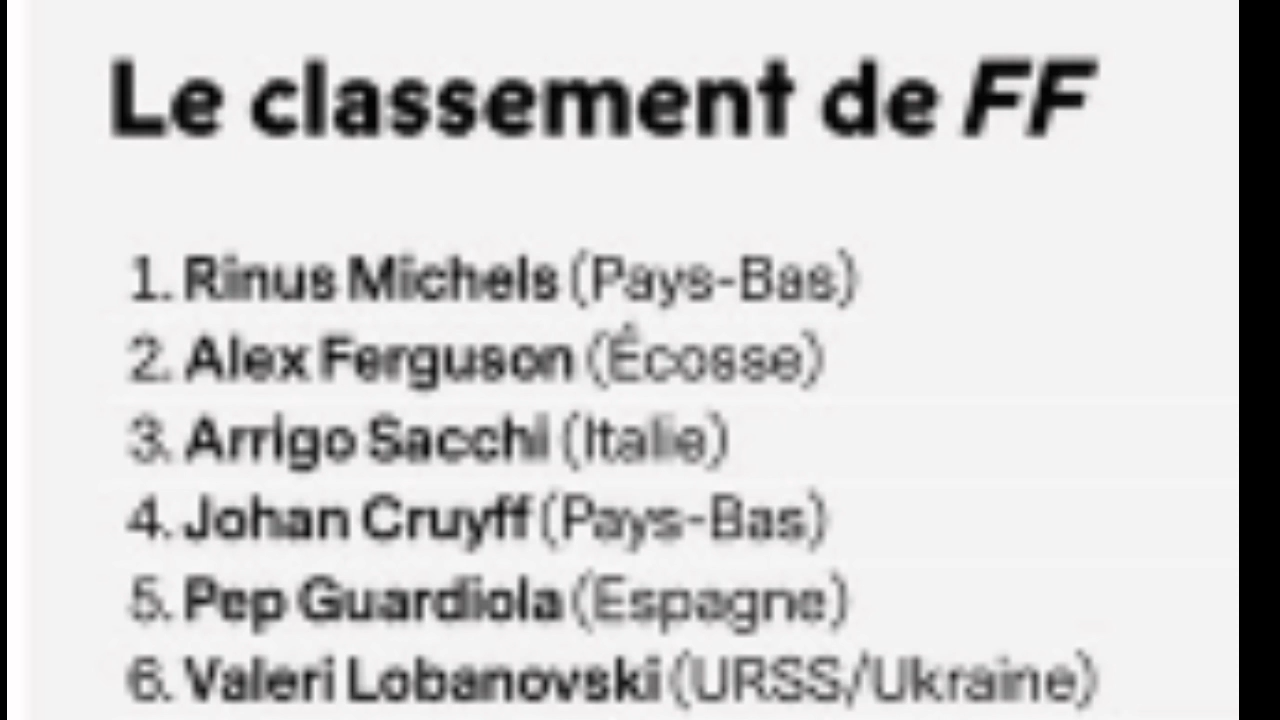 Le classement de FF
1. Rinus Michels (Pays-Bas)
2. Alex Ferguson (Écosse)
3. Arrigo Sacchi (Italie)
4. Johan Cruyff (Pays-Bas)
5. Pep Guardiola (Espagne)
6. Valeri Lobanovski (URSS/Ukraine)